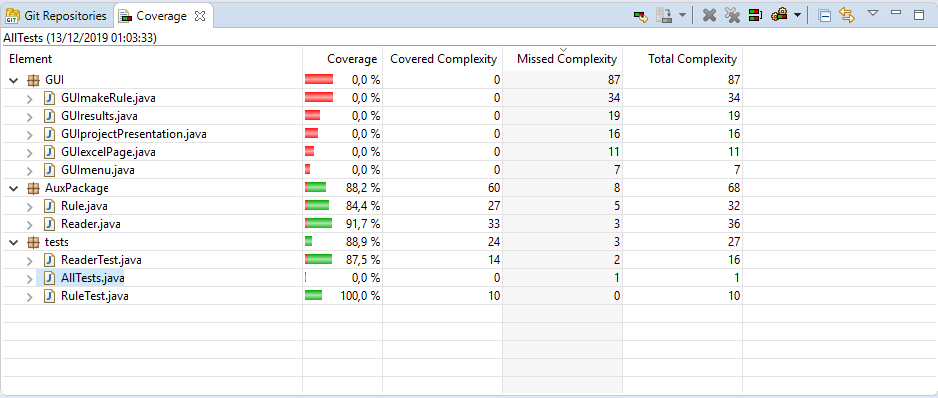 Git Repositories Coverage
AllTests (13/12/2019 01:03:33)
Element Coverage Covered Complexity Missed Complexity Total Complexity
GUI 0,0 % 0 87 87
GUImakeRule.java 0,0 % 0 34 34
GUIresults.java 0,0 % 0 19 19
GUIprojectPresentation.java 0,0 % 0 16 16
GUIexcelPage.java 0,0 % 0 11 11
GUImenu.java 0,0 % 0 7 7
AuxPackage 88,2 % 60 8 68
Rule.java 84,4 % 27 5 32
Reader.java 91,7 % 33 3 36
tests 88,9 % 24 3 27
ReaderTest.java 87,5 % 14 2 16
AllTests.java 0,0 % 0 1 1
RuleTest.java 100,0 % 10 0 10